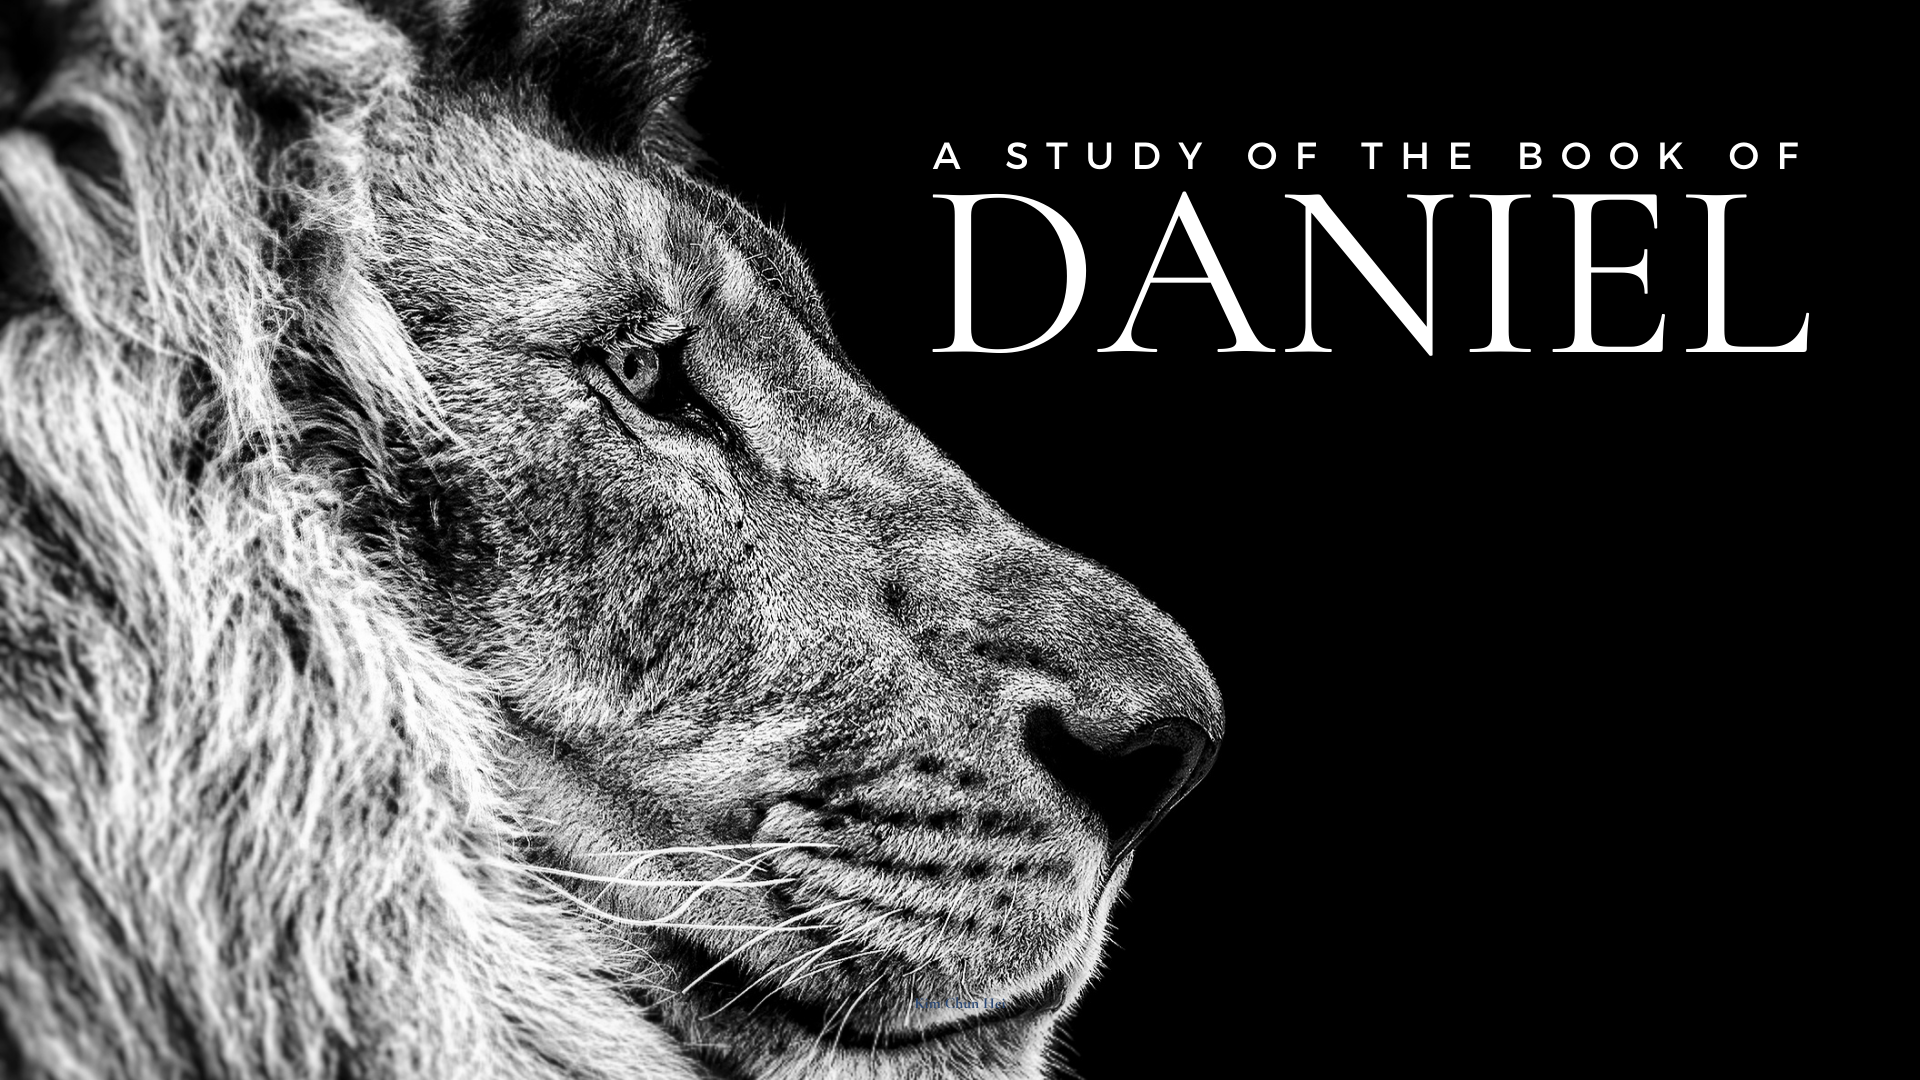 A STUDY OF THE BOOK OF
DANIEL